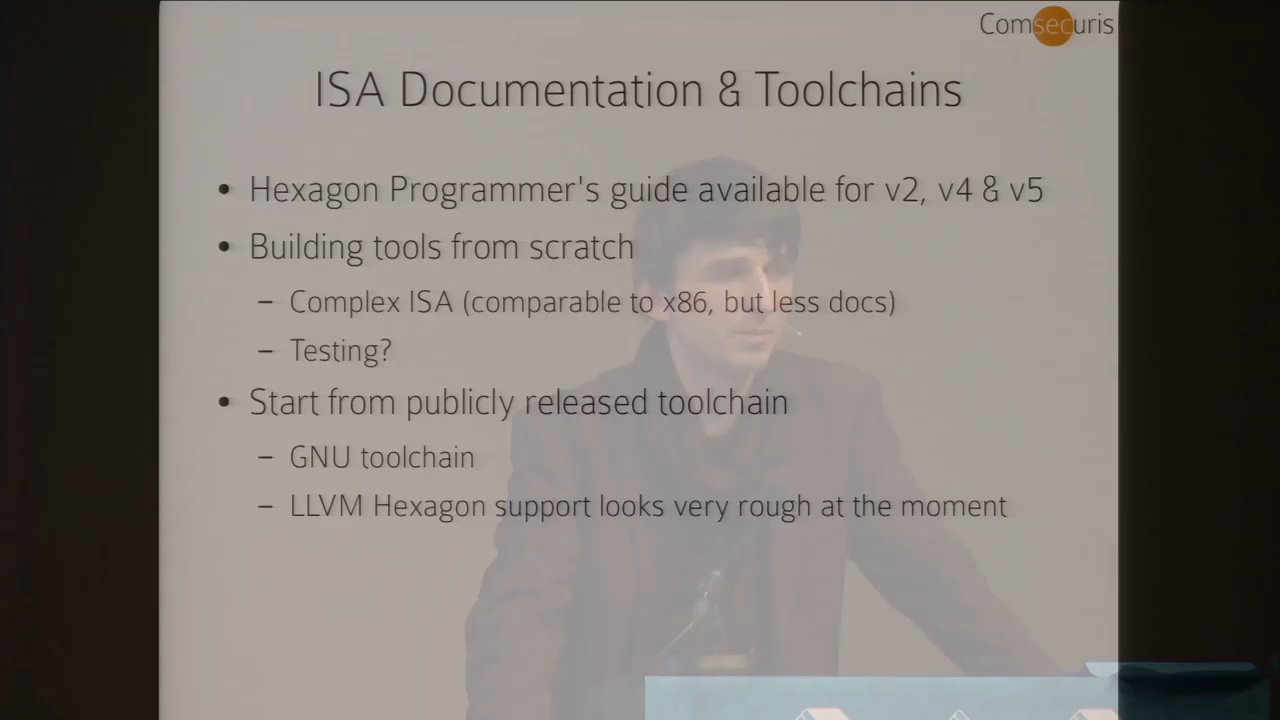 Comsecuris
ISA Documentation & Toolchains
• Hexagon Programmer's guide available for v2, v4 & v5
• Building tools from scratch
– Complex ISA (comparable to x86, but less docs)
– Testing?
• Start from publicly released toolchain
– GNU toolchain
– LLVM Hexagon support looks very rough at the moment